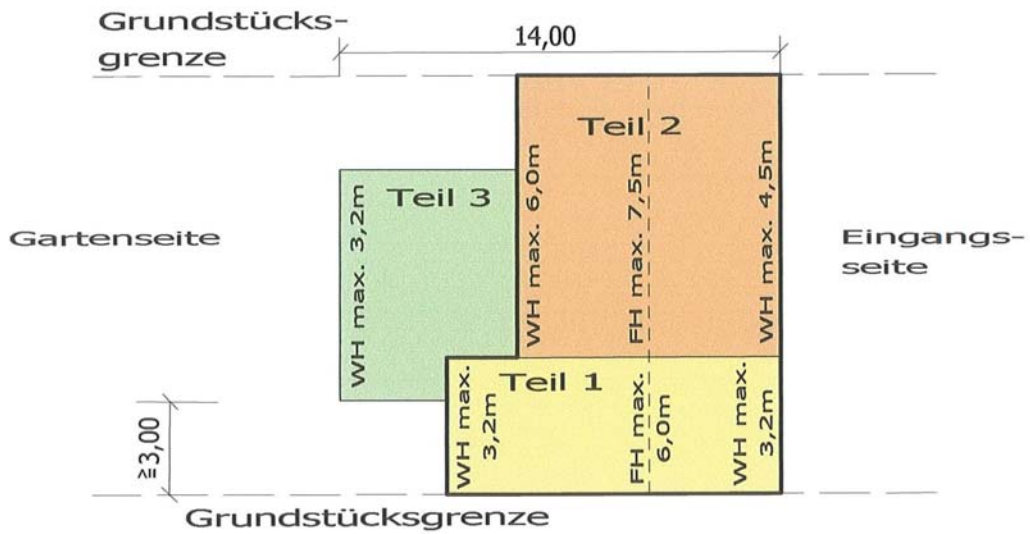 Grundstücks-
grenze
14,00
Teil 2
WH max. 6,0m
FH max. 7,5m
WH max. 4,5m
Teil 3
WH max. 3,2m
Gartenseite
Eingangs-
seite
Teil 1
WH max.
3,2m
FH max.
6,0m
WH max.
3,2m
≧3,00
Grundstücksgrenze